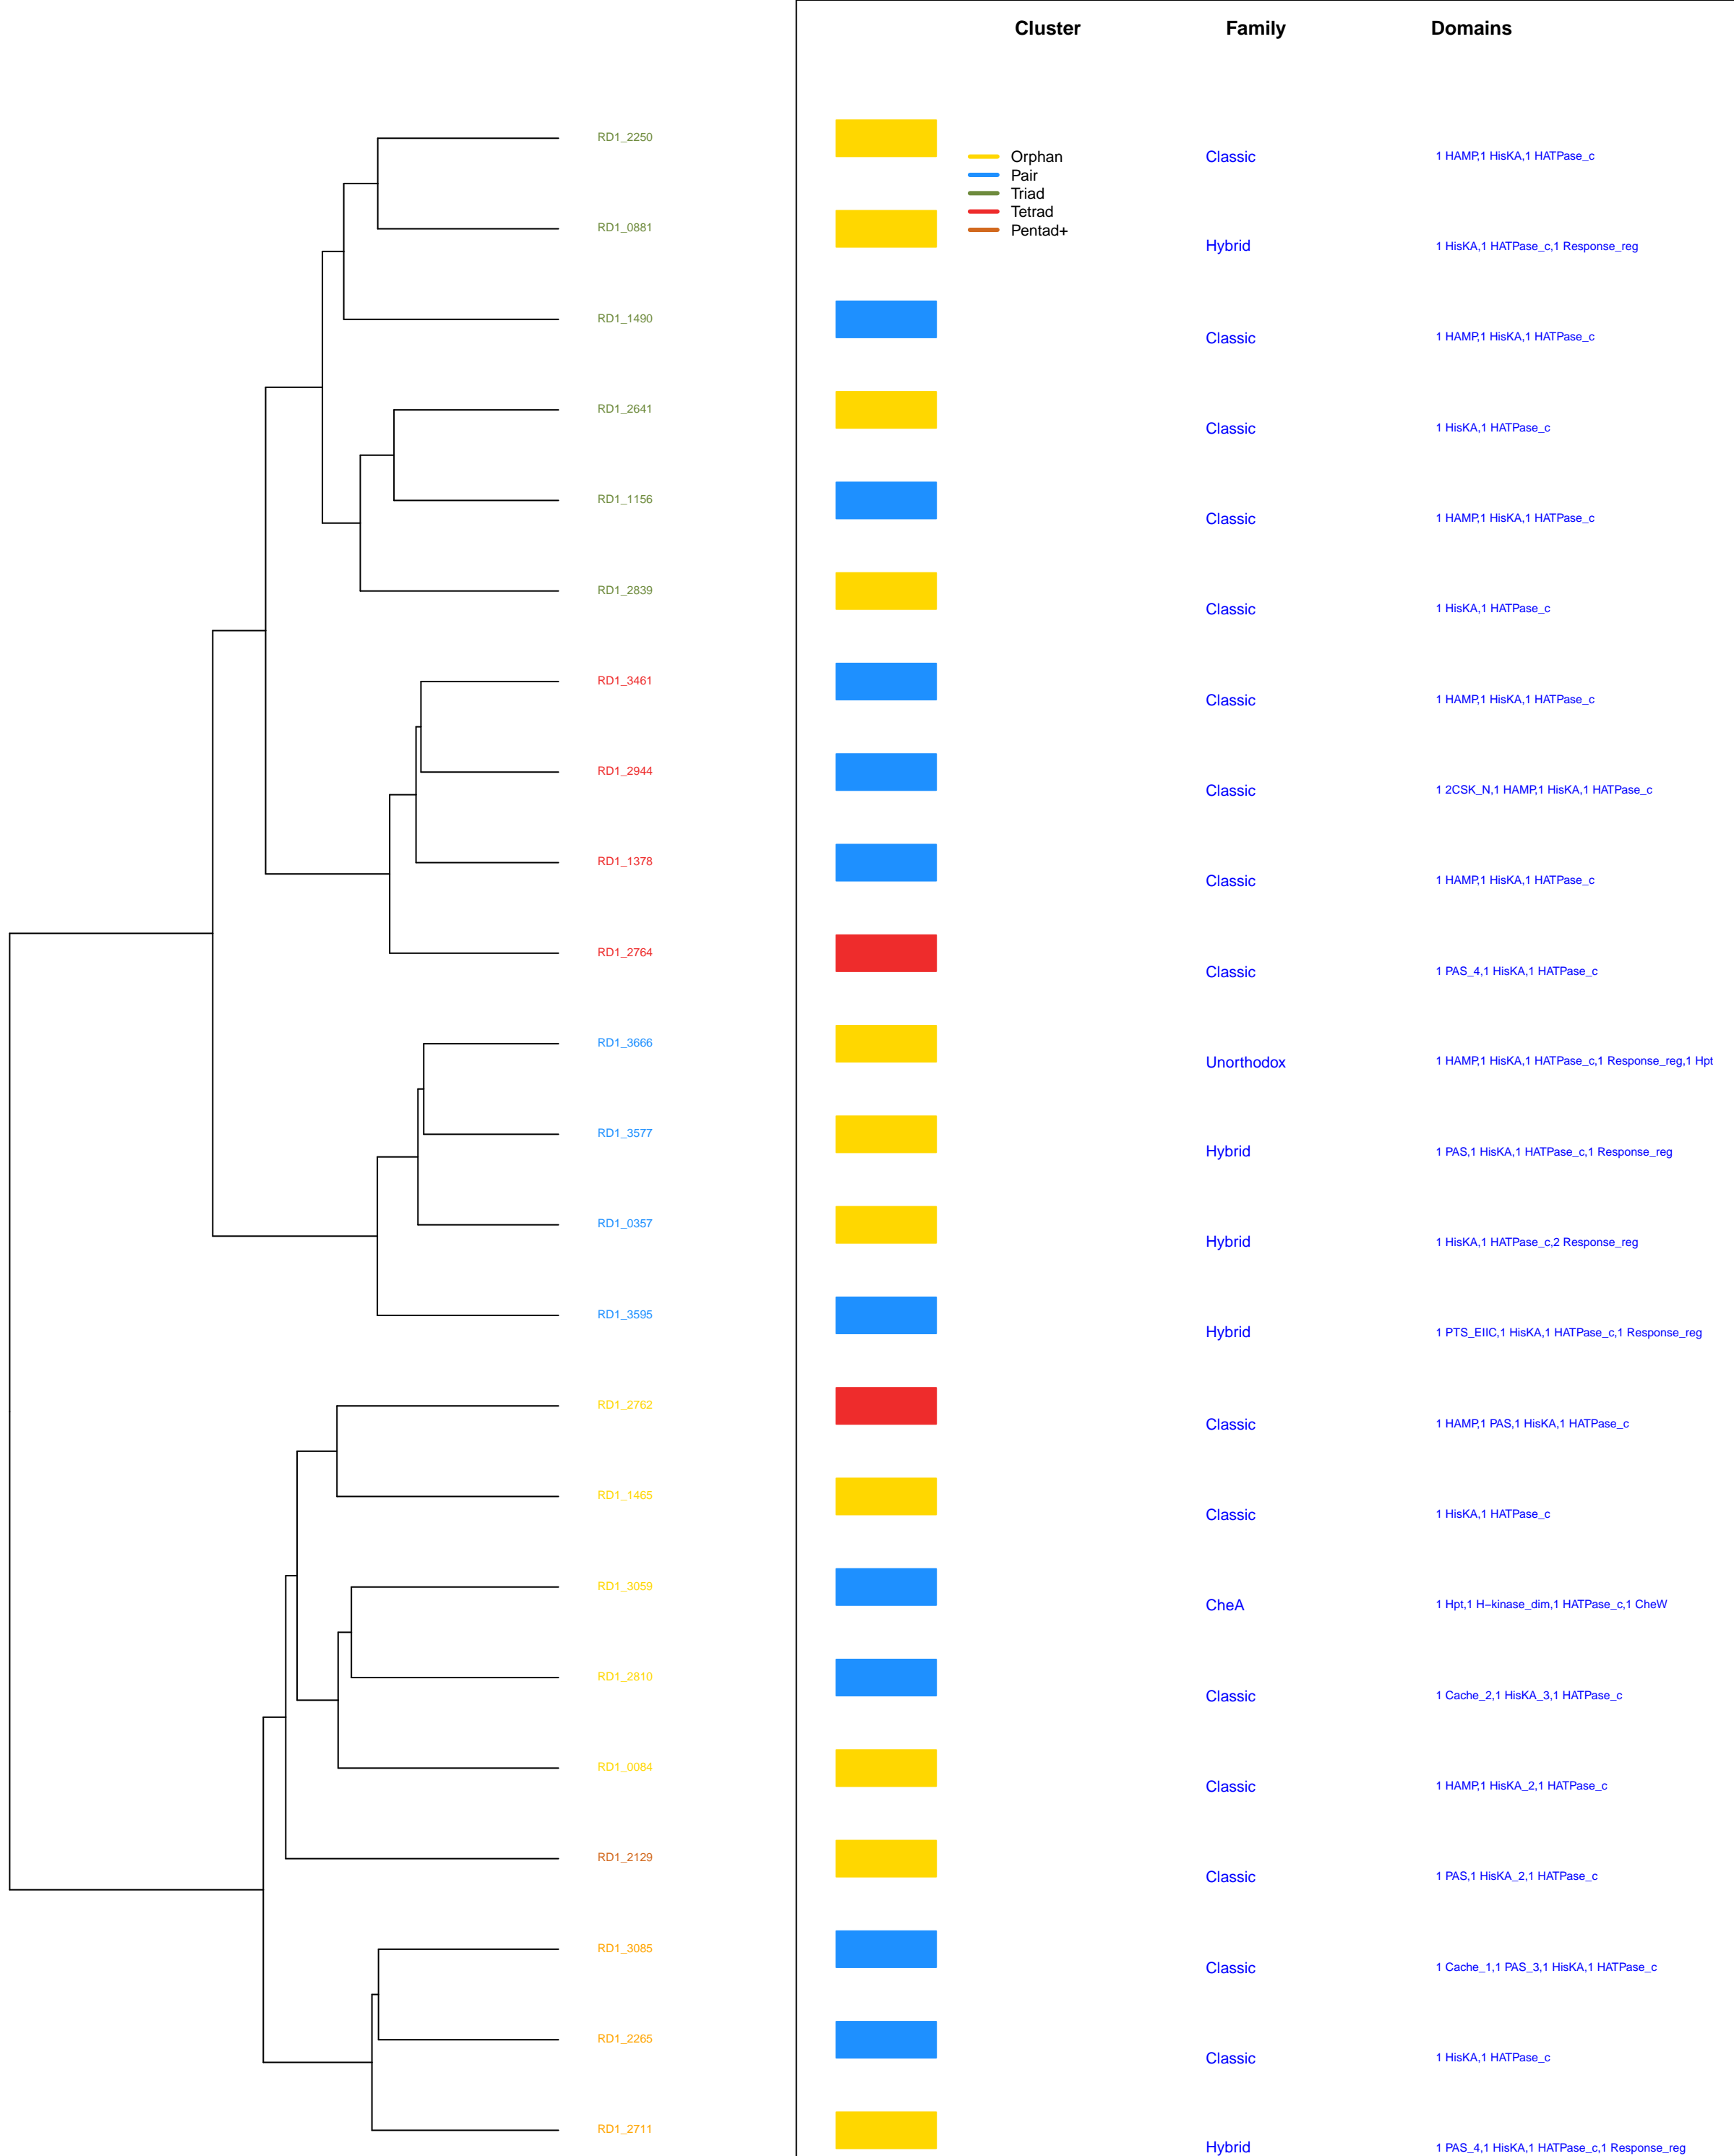 Cluster Family Domains
RD1_2250
Orphan
Classic 1 HAMP,1 HisKA,1 HATPase_c
Pair
Triad
Tetrad
RD1_0881
Pentad+
Hybrid 1 HisKA,1 HATPase_c,1 Response_reg
RD1_1490
Classic 1 HAMP,1 HisKA,1 HATPase_c
RD1_2641
Classic 1 HisKA,1 HATPase_c
RD1_1156
Classic 1 HAMP,1 HisKA,1 HATPase_c
RD1_2839
Classic 1 HisKA,1 HATPase_c
RD1_3461
Classic 1 HAMP,1 HisKA,1 HATPase_c
RD1_2944
Classic 1 2CSK_N,1 HAMP,1 HisKA,1 HATPase_c
RD1_1378
Classic 1 HAMP,1 HisKA,1 HATPase_c
RD1_2764
Classic 1 PAS_4,1 HisKA,1 HATPase_c
RD1_3666
Unorthodox 1 HAMP,1 HisKA,1 HATPase_c,1 Response_reg,1 Hpt
RD1_3577
Hybrid 1 PAS,1 HisKA,1 HATPase_c,1 Response_reg
RD1_0357
Hybrid 1 HisKA,1 HATPase_c,2 Response_reg
RD1_3595
Hybrid 1 PTS_EIIC,1 HisKA,1 HATPase_c,1 Response_reg
RD1_2762
Classic 1 HAMP,1 PAS,1 HisKA,1 HATPase_c
RD1_1465
Classic 1 HisKA,1 HATPase_c
RD1_3059
CheA 1 Hpt,1 H−kinase_dim,1 HATPase_c,1 CheW
RD1_2810
Classic 1 Cache_2,1 HisKA_3,1 HATPase_c
RD1_0084
Classic 1 HAMP,1 HisKA_2,1 HATPase_c
RD1_2129
Classic 1 PAS,1 HisKA_2,1 HATPase_c
RD1_3085
Classic 1 Cache_1,1 PAS_3,1 HisKA,1 HATPase_c
RD1_2265
Classic 1 HisKA,1 HATPase_c
RD1_2711
Hybrid 1 PAS_4,1 HisKA,1 HATPase_c,1 Response_reg